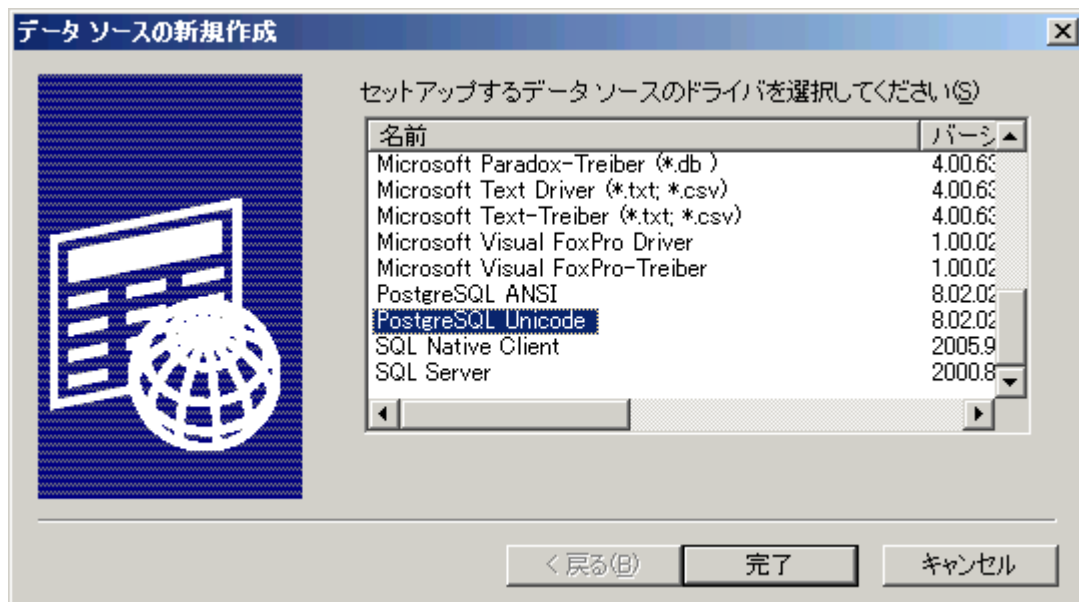 データ ソースの新規作成
セットアップするデータ ソースのドライバを選択してください(S)
名前 バージ
Microsoft Paradox-Treiber (*.db ) 4.00.63
Microsoft Text Driver (*.txt; *.csv) 4.00.63
Microsoft Text-Treiber (*.txt; *.csv) 4.00.63
Microsoft Visual FoxPro Driver 1.00.02
Microsoft Visual FoxPro-Treiber 1.00.02
PostgreSQL ANSI 8.02.02
PostgreSQL Unicode 8.02.02
SQL Native Client 2005.9
SQL Server 2000.8
< 戻る(B) 完了 キャンセル